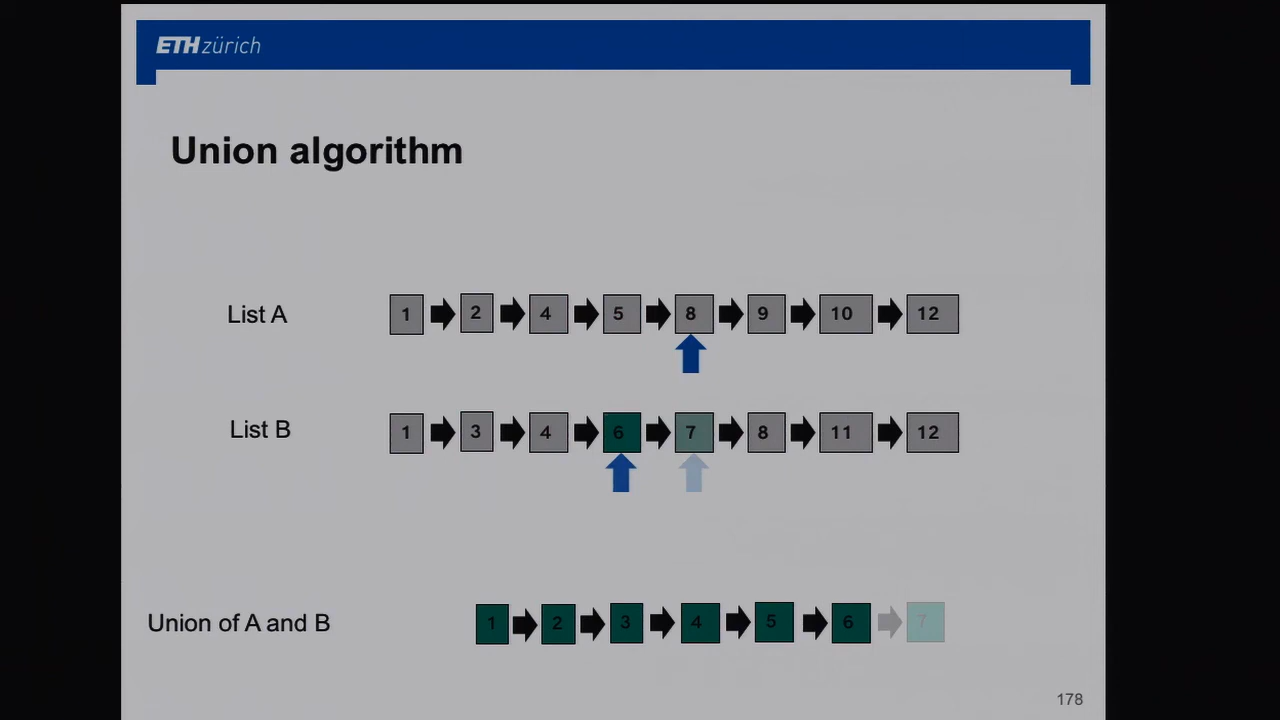 ETH zürich
Union algorithm
List A 1 2 4 5 8 9 10 12
List B 1 3 4 6 7 8 11 12
Union of A and B 1 2 3 4 5 6 7
178